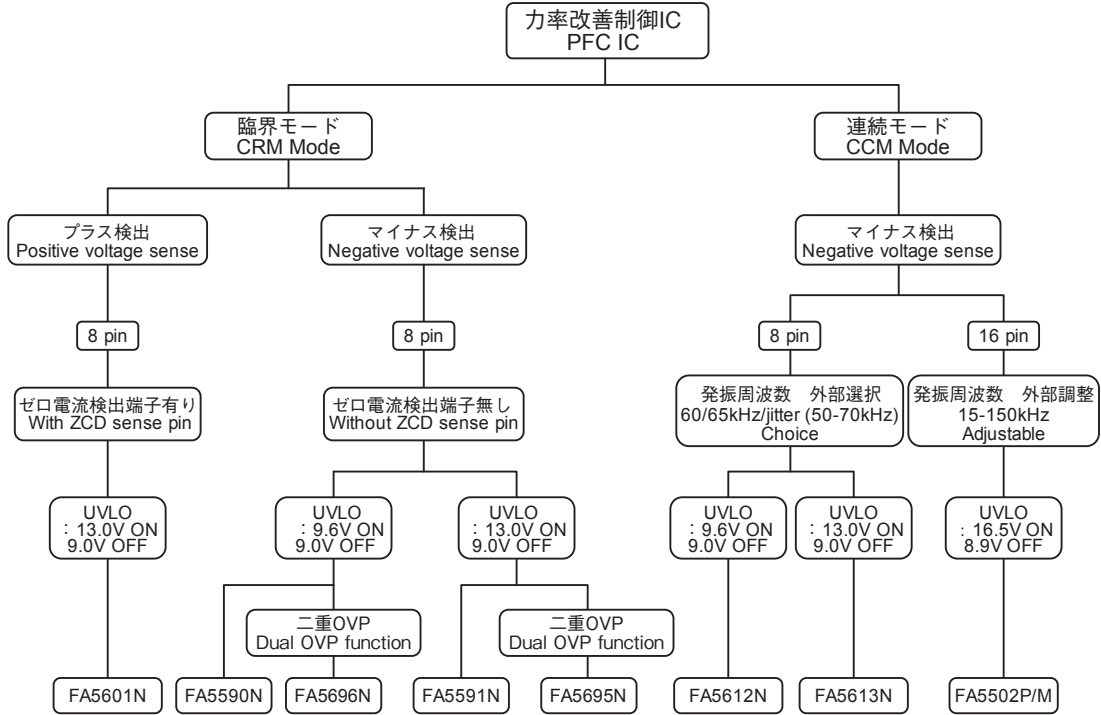 力率改善制御IC
PFC IC
臨界モード
CRM Mode
連続モード
CCM Mode
プラス検出
Positive voltage sense
マイナス検出
Negative voltage sense
マイナス検出
Negative voltage sense
8 pin
8 pin
8 pin
16 pin
ゼロ電流検出端子有り
With ZCD sense pin
ゼロ電流検出端子無し
Without ZCD sense pin
発振周波数　外部選択
60/65kHz/jitter (50-70kHz)
Choice
発振周波数　外部調整
15-150kHz
Adjustable
UVLO
: 13.0V ON
9.0V OFF
UVLO
: 9.6V ON
9.0V OFF
UVLO
: 13.0V ON
9.0V OFF
UVLO
: 9.6V ON
9.0V OFF
UVLO
: 13.0V ON
9.0V OFF
UVLO
: 16.5V ON
8.9V OFF
二重OVP
Dual OVP function
二重OVP
Dual OVP function
FA5601N
FA5590N
FA5696N
FA5591N
FA5695N
FA5612N
FA5613N
FA5502P/M